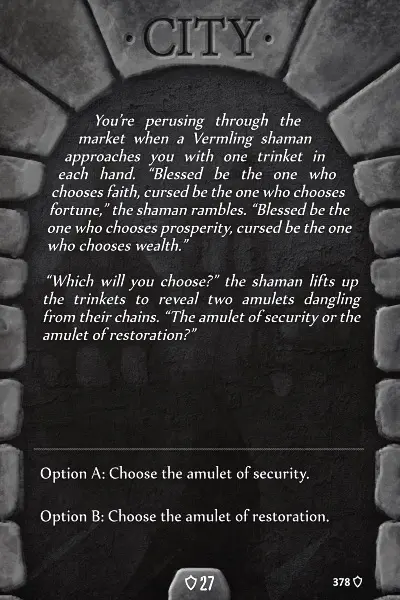 · CITY ·
You're perusing through the
market when a Vermling shaman
approaches you with one trinket in
each hand. “Blessed be the one who
chooses faith, cursed be the one who chooses
fortune,” the shaman rambles. “Blessed be the
one who chooses prosperity, cursed be the one
who chooses wealth.”
“Which will you choose?” the shaman lifts up
the trinkets to reveal two amulets dangling
from their chains. “The amulet of security or the
amulet of restoration?”
Option A: Choose the amulet of security.
Option B: Choose the amulet of restoration.
27
378